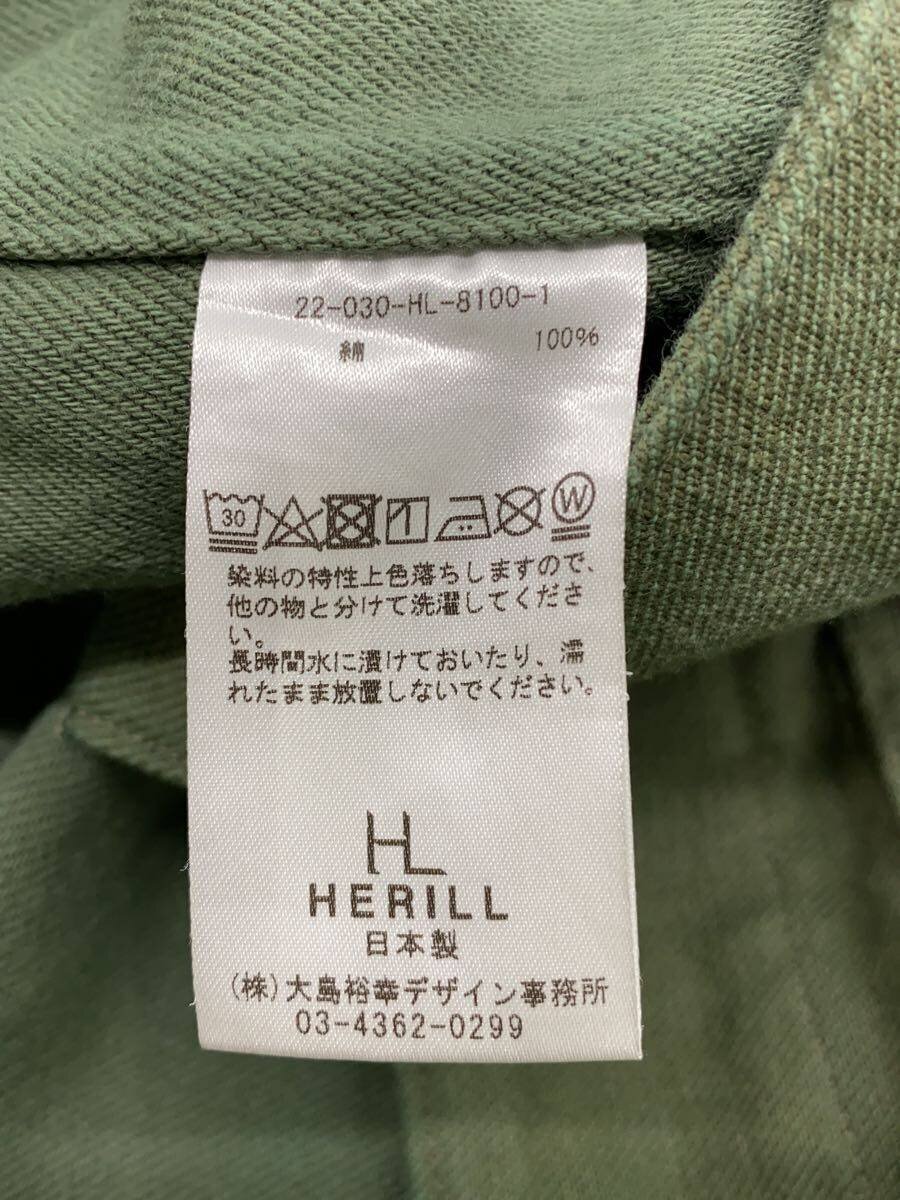 22-030-HL-8100-1
綿 100%
30
W
染料の特性上色落ちしますので、
他の物と分けて洗濯してくださ
い。
長時間水に漬けておいたり、濡
れたまま放置しないでください。
HL
HERILL
日本製
(株)大島裕幸デザイン事務所
03-4362-0299